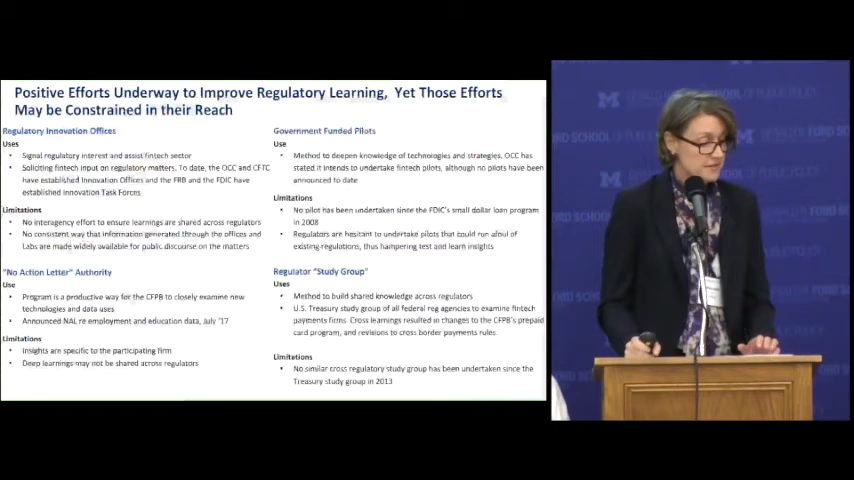 Positive Efforts Underway to Improve Regulatory Learning, Yet Those Efforts
May be Constrained in their Reach
Regulatory Innovation Offices
Uses
• Signal regulatory interest and assist fintech sector
• Soliciting fintech input on regulatory matters. To date, the OCC and CFTC
have established Innovation Offices and the FRB and the FDIC have
established Innovation Task Forces
Limitations
• No interagency effort to ensure learnings are shared across regulators
• No consistent way that information generated through the offices and
Labs are made widely available for public discourse on the matters
"No Action Letter" Authority
Use
• Program is a productive way for the CFPB to closely examine new
technologies and data uses
• Announced NAL re employment and education data, July '17
Limitations
• Insights are specific to the participating firm
• Deep learnings may not be shared across regulators
Government Funded Pilots
Use
• Method to deepen knowledge of technologies and strategies. OCC has
stated it intends to undertake fintech pilots, although no pilots have been
announced to date
Limitations
• No pilot has been undertaken since the FDIC's small dollar loan program
in 2008
• Regulators are hesitant to undertake pilots that could run afoul of
existing regulations, thus hampering test and learn insights
Regulator "Study Group"
Uses
• Method to build shared knowledge across regulators
• U.S. Treasury study group of all federal reg agencies to examine fintech
payments firms. Cross learnings resulted in changes to the CFPB's prepaid
card program, and revisions to cross border payments rules.
Limitations
• No similar cross regulatory study group has been undertaken since the
Treasury study group in 2013
M
SCHOOL OF PUBLIC POLICY
FORD SCHOOL
FORD SCHOOL